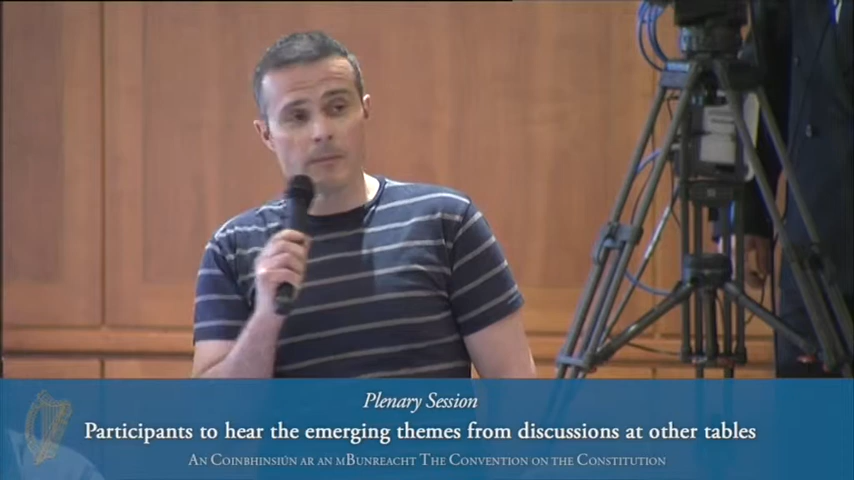 Plenary Session
Participants to hear the emerging themes from discussions at other tables
An Coinbhinsiún ar an mBunreacht The Convention on the Constitution